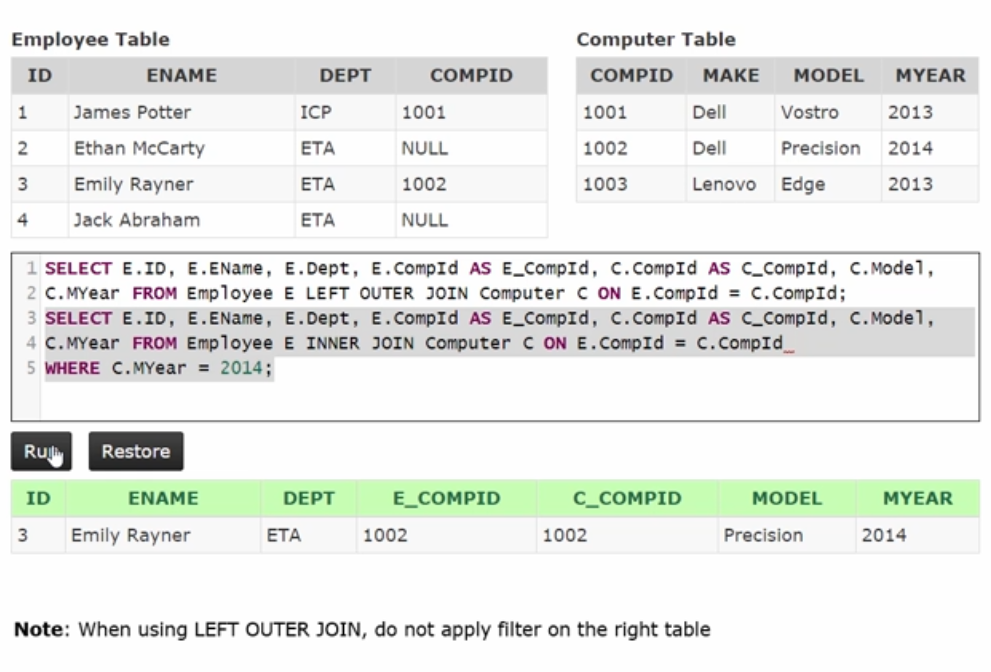 Employee Table
Computer Table
ID ENAME DEPT COMPID
1 James Potter ICP 1001
2 Ethan McCarty ETA NULL
3 Emily Rayner ETA 1002
4 Jack Abraham ETA NULL
COMPID MAKE MODEL MYEAR
1001 Dell Vostro 2013
1002 Dell Precision 2014
1003 Lenovo Edge 2013
1 SELECT E.ID, E.EName, E.Dept, E.CompId AS E_CompId, C.CompId AS C_CompId, C.Model,
2 C.MYear FROM Employee E LEFT OUTER JOIN Computer C ON E.CompId = C.CompId;
3 SELECT E.ID, E.EName, E.Dept, E.CompId AS E_CompId, C.CompId AS C_CompId, C.Model,
4 C.MYear FROM Employee E INNER JOIN Computer C ON E.CompId = C.CompId
5 WHERE C.MYear = 2014;
Run Restore
ID ENAME DEPT E_COMPID C_COMPID MODEL MYEAR
3 Emily Rayner ETA 1002 1002 Precision 2014
Note: When using LEFT OUTER JOIN, do not apply filter on the right table